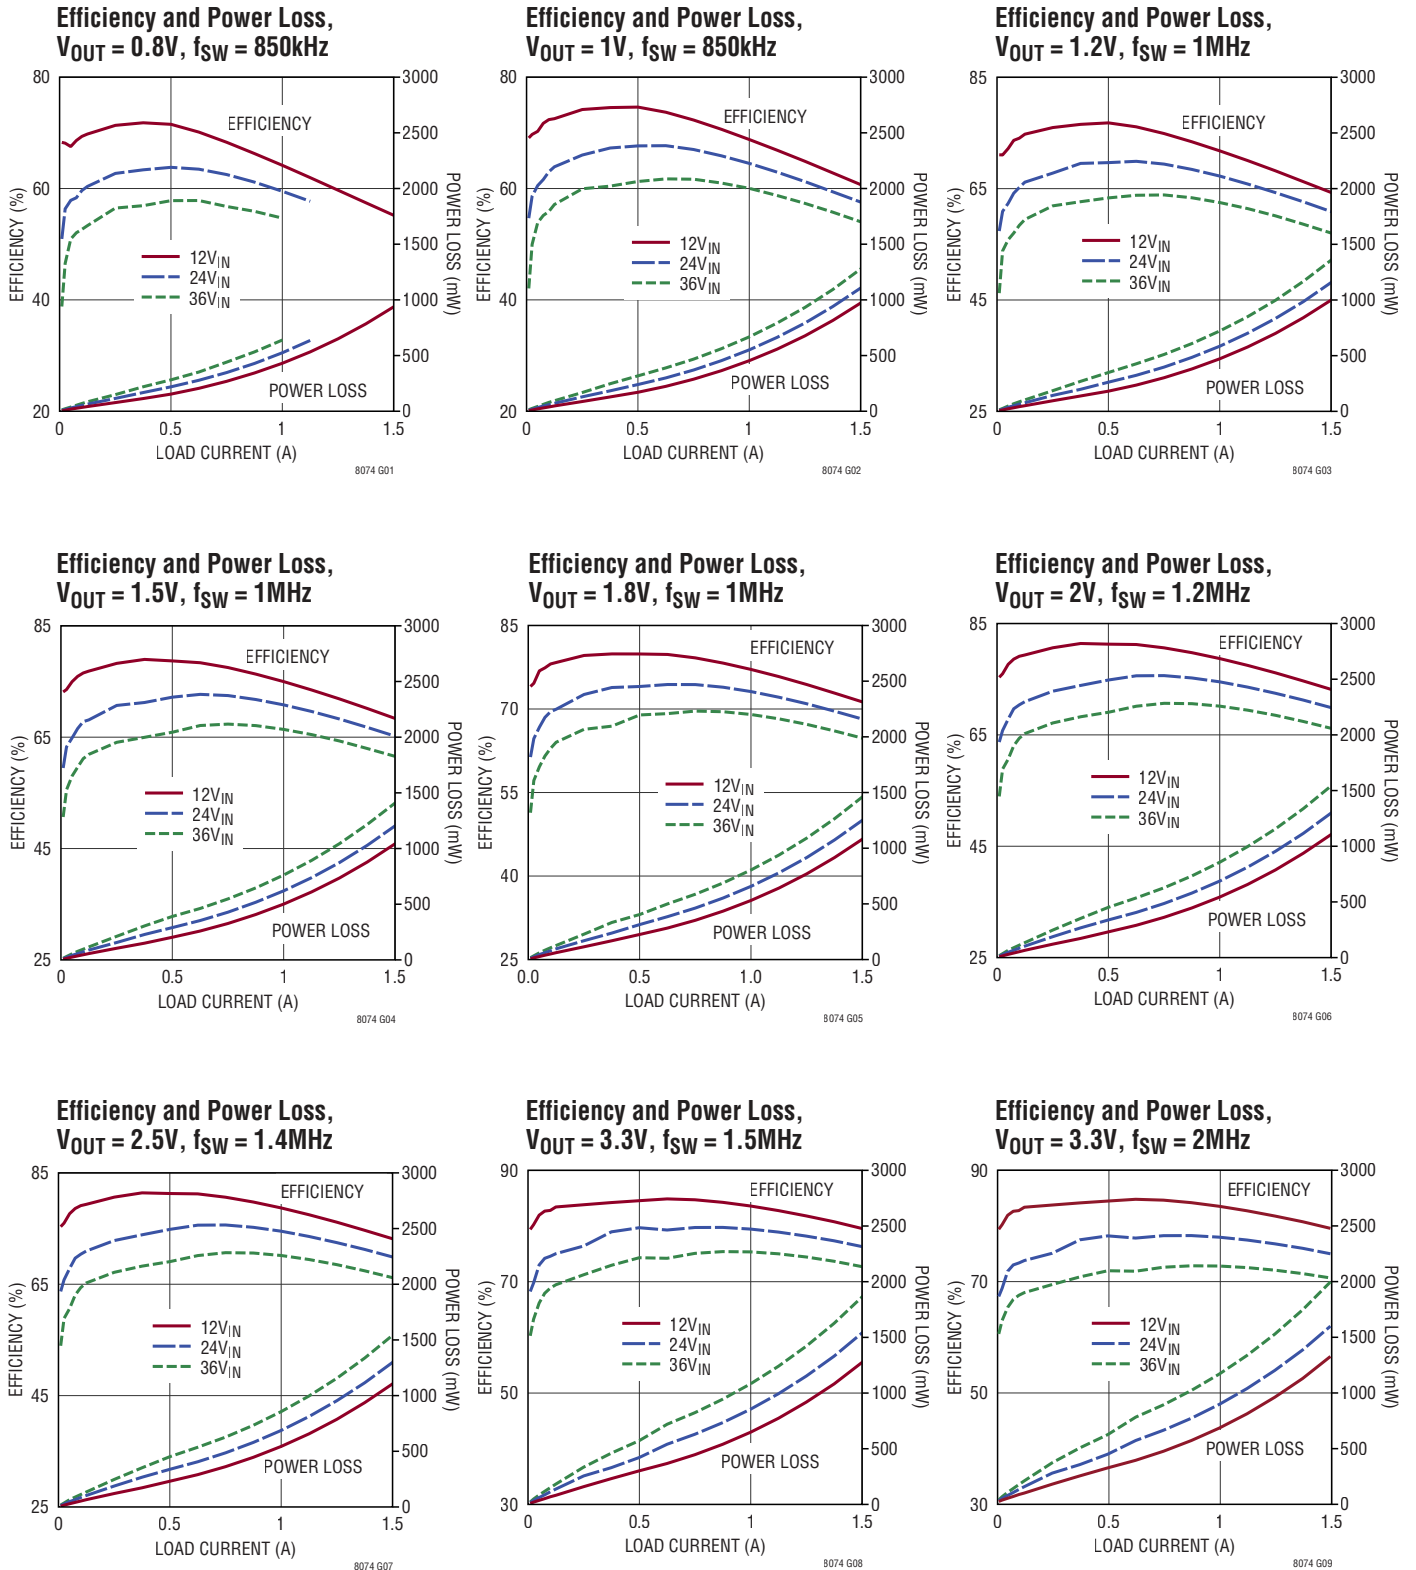 Efficiency and Power Loss,
VOUT = 0.8V, fSW = 850kHz
80
60
40
20
EFFICIENCY (%)
3000
2500
2000
1500
1000
500
0
POWER LOSS (mW)
EFFICIENCY
12VIN
24VIN
36VIN
POWER LOSS
0
0.5
1
1.5
LOAD CURRENT (A)
8074 G01
Efficiency and Power Loss,
VOUT = 1V, fSW = 850kHz
80
60
40
20
EFFICIENCY (%)
3000
2500
2000
1500
1000
500
0
POWER LOSS (mW)
EFFICIENCY
12VIN
24VIN
36VIN
POWER LOSS
0
0.5
1
1.5
LOAD CURRENT (A)
8074 G02
Efficiency and Power Loss,
VOUT = 1.2V, fSW = 1MHz
85
65
45
25
EFFICIENCY (%)
3000
2500
2000
1500
1000
500
0
POWER LOSS (mW)
EFFICIENCY
12VIN
24VIN
36VIN
POWER LOSS
0
0.5
1
1.5
LOAD CURRENT (A)
8074 G03
Efficiency and Power Loss,
VOUT = 1.5V, fSW = 1MHz
85
65
45
25
EFFICIENCY (%)
3000
2500
2000
1500
1000
500
0
POWER LOSS (mW)
EFFICIENCY
12VIN
24VIN
36VIN
POWER LOSS
0
0.5
1
1.5
LOAD CURRENT (A)
8074 G04
Efficiency and Power Loss,
VOUT = 1.8V, fSW = 1MHz
85
70
55
40
25
EFFICIENCY (%)
3000
2500
2000
1500
1000
500
0
POWER LOSS (mW)
EFFICIENCY
12VIN
24VIN
36VIN
POWER LOSS
0.0
0.5
1.0
1.5
LOAD CURRENT (A)
8074 G05
Efficiency and Power Loss,
VOUT = 2V, fSW = 1.2MHz
85
65
45
25
EFFICIENCY (%)
3000
2500
2000
1500
1000
500
0
POWER LOSS (mW)
EFFICIENCY
12VIN
24VIN
36VIN
POWER LOSS
0
0.5
1
1.5
LOAD CURRENT (A)
8074 G06
Efficiency and Power Loss,
VOUT = 2.5V, fSW = 1.4MHz
85
65
45
25
EFFICIENCY (%)
3000
2500
2000
1500
1000
500
0
POWER LOSS (mW)
EFFICIENCY
12VIN
24VIN
36VIN
POWER LOSS
0
0.5
1
1.5
LOAD CURRENT (A)
8074 G07
Efficiency and Power Loss,
VOUT = 3.3V, fSW = 1.5MHz
90
70
50
30
EFFICIENCY (%)
3000
2500
2000
1500
1000
500
0
POWER LOSS (mW)
EFFICIENCY
12VIN
24VIN
36VIN
POWER LOSS
0
0.5
1
1.5
LOAD CURRENT (A)
8074 G08
Efficiency and Power Loss,
VOUT = 3.3V, fSW = 2MHz
90
70
50
30
EFFICIENCY (%)
3000
2500
2000
1500
1000
500
0
POWER LOSS (mW)
EFFICIENCY
12VIN
24VIN
36VIN
POWER LOSS
0
0.5
1
1.5
LOAD CURRENT (A)
8074 G09